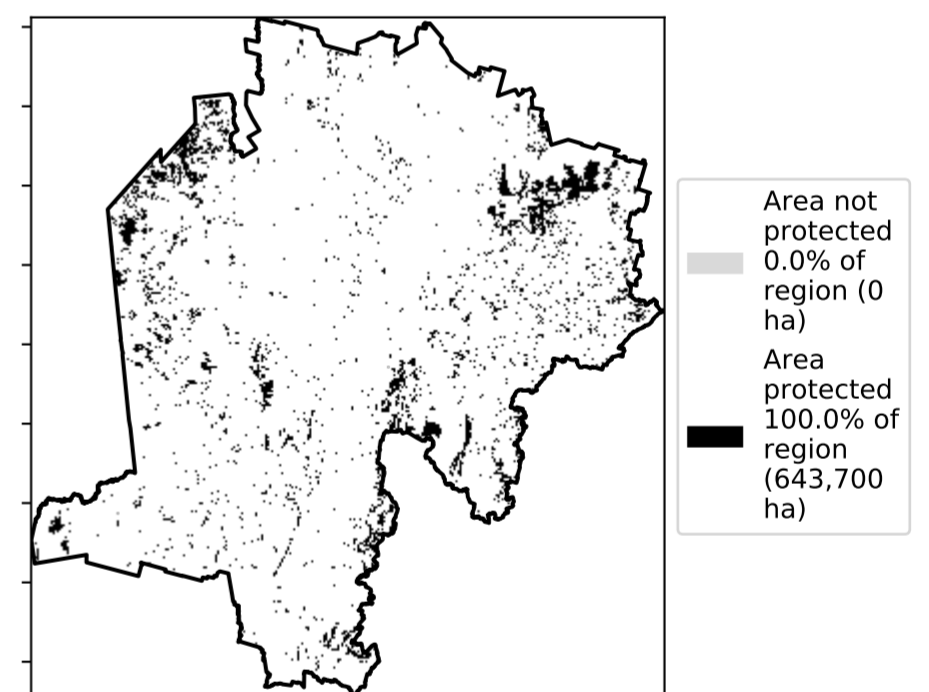 Area not
protected
0.0% of
region (0
ha)
Area
protected
100.0% of
region
(643,700
ha)